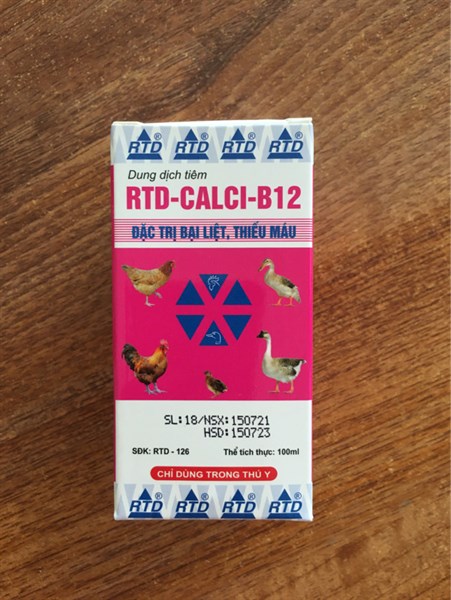 RTD® RTD® RTD® RTD®
Dung dịch tiêm
RTD-CALCI-B12
ĐẶC TRỊ BẠI LIỆT, THIẾU MÁU
SL:18/NSX:150721
HSD:150723
SĐK: RTD - 126 Thể tích thực: 100ml
CHỈ DÙNG TRONG THÚ Y
RTD® RTD® RTD® RTD®